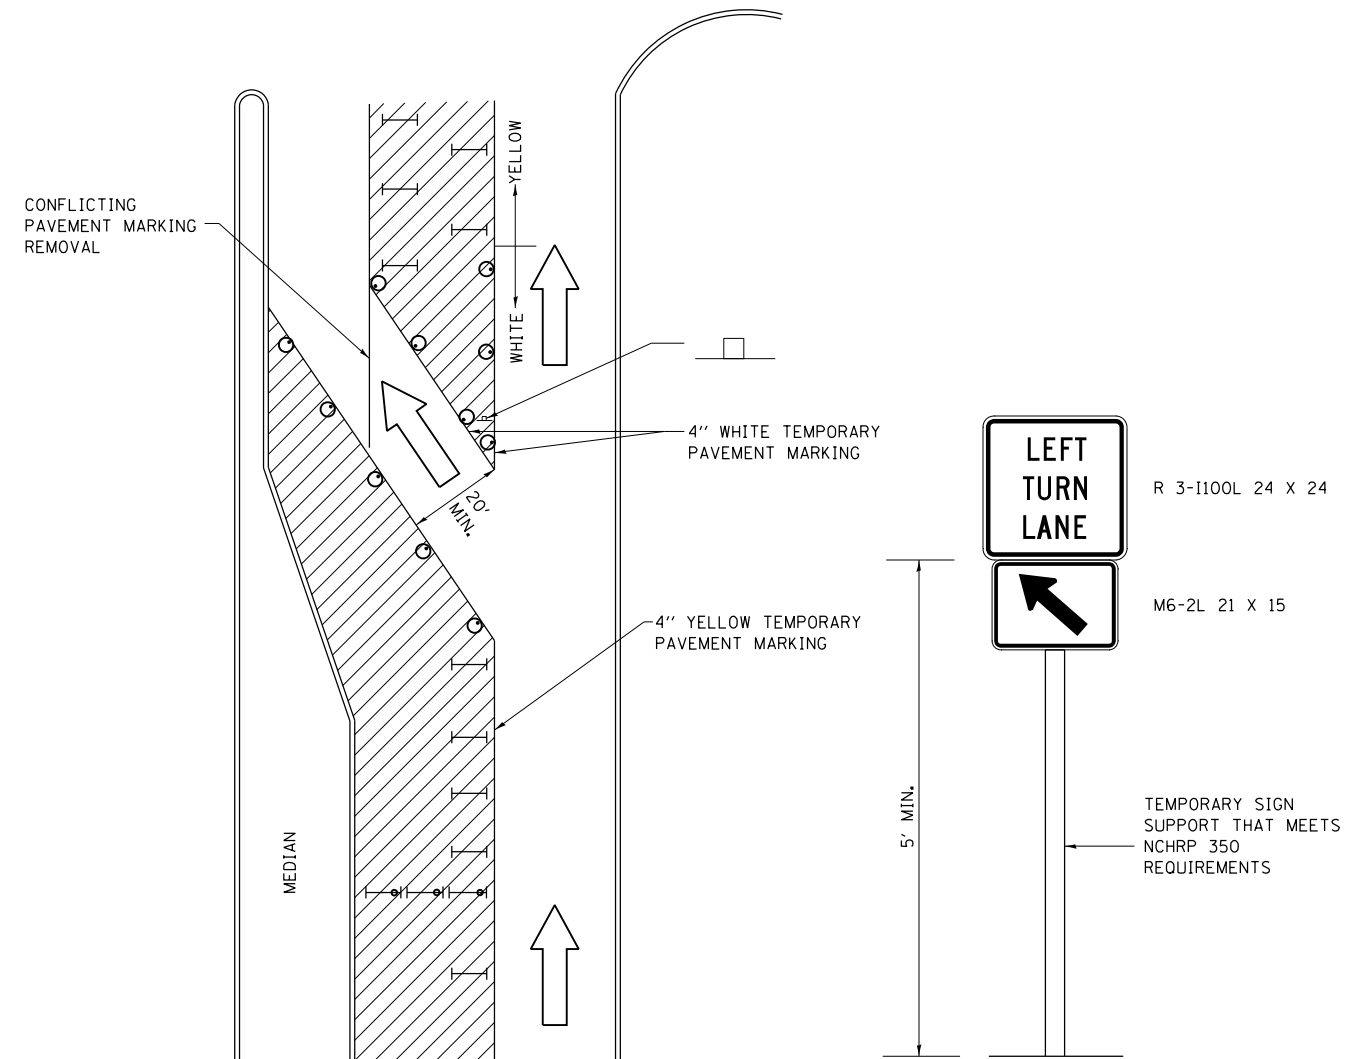 YELLOW
WHITE
CONFLICTING
PAVEMENT MARKING
REMOVAL
4'' WHITE TEMPORARY
PAVEMENT MARKING
20'
MIN.
4'' YELLOW TEMPORARY
PAVEMENT MARKING
MEDIAN
LEFT
TURN
LANE
R 3-I100L 24 X 24
M6-2L 21 X 15
5' MIN.
TEMPORARY SIGN
SUPPORT THAT MEETS
NCHRP 350
REQUIREMENTS